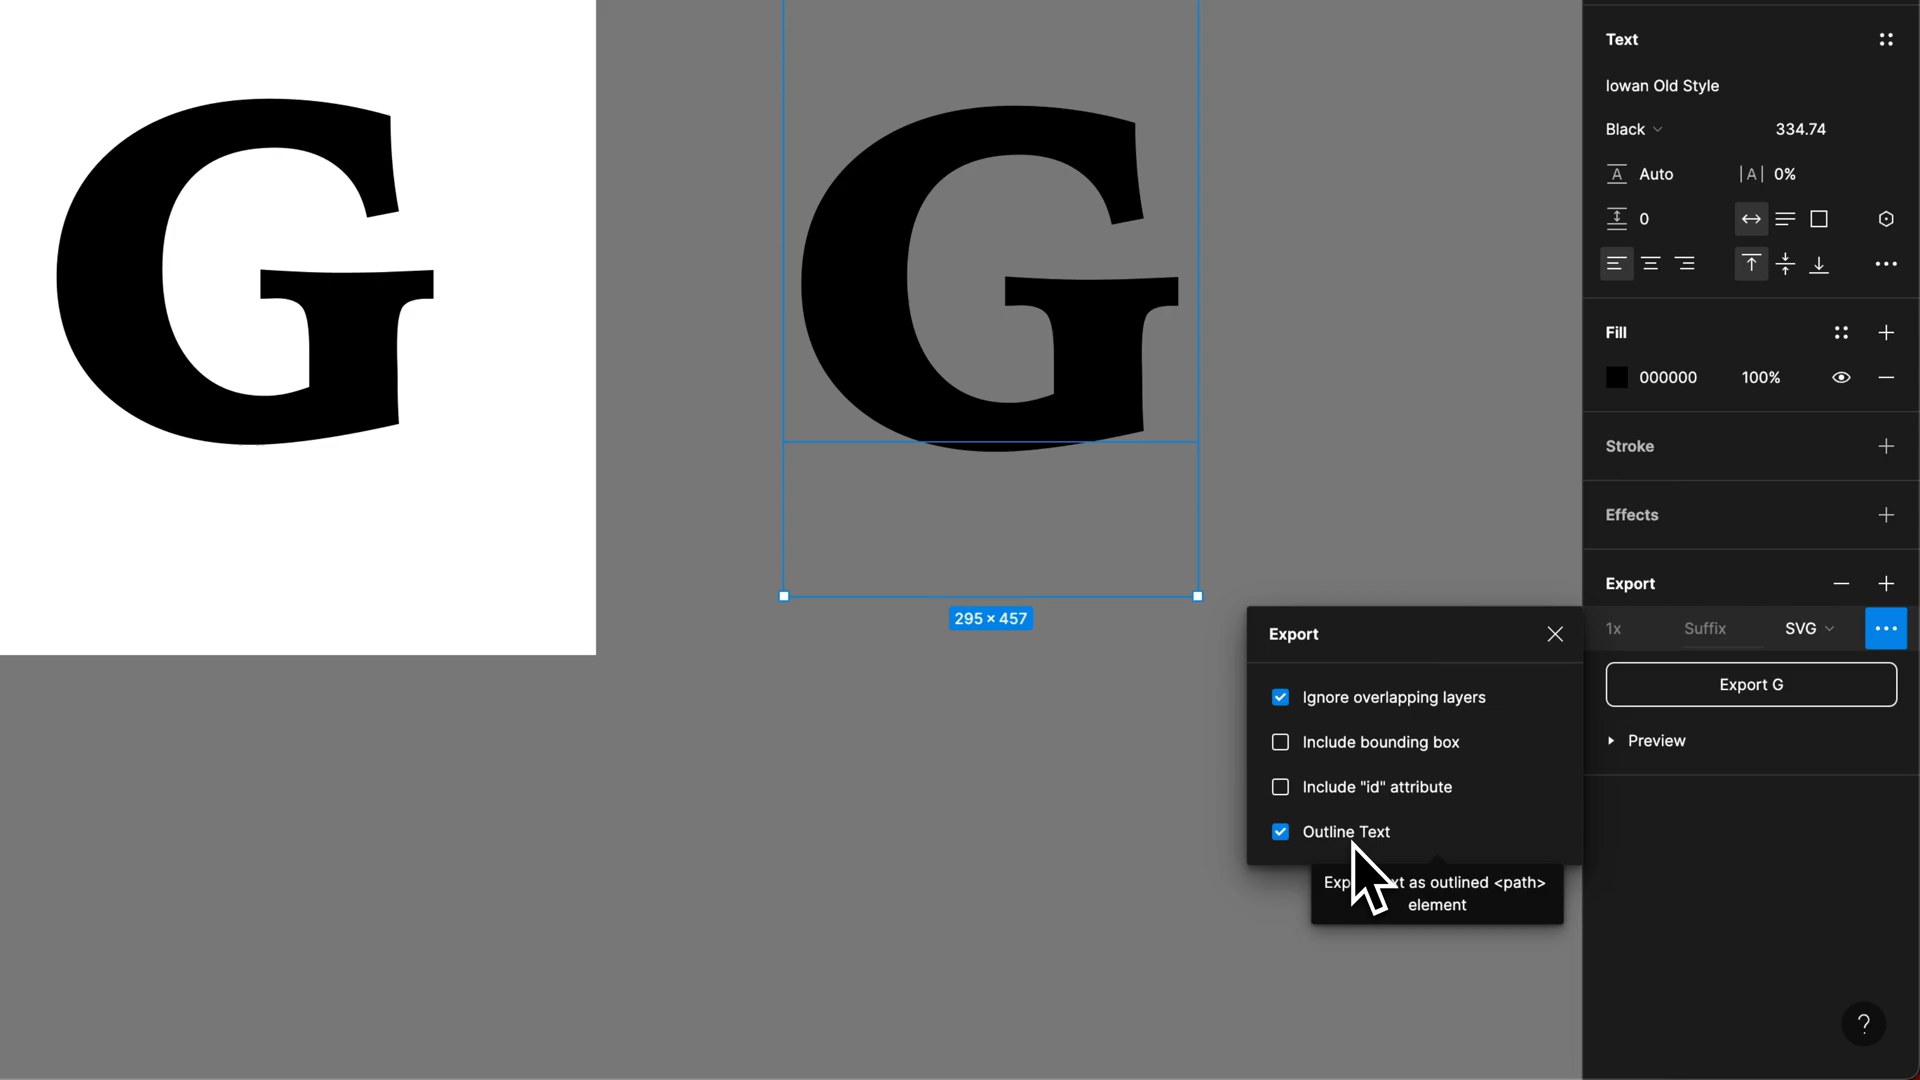 G
G
295 × 457
Text
Iowan Old Style
Black
334.74
Auto
0%
0
Fill
000000
100%
Stroke
Effects
Export
1x
Suffix
SVG
Export G
Preview
Export
Ignore overlapping layers
Include bounding box
Include "id" attribute
Outline Text
as outlined <path>
element
?